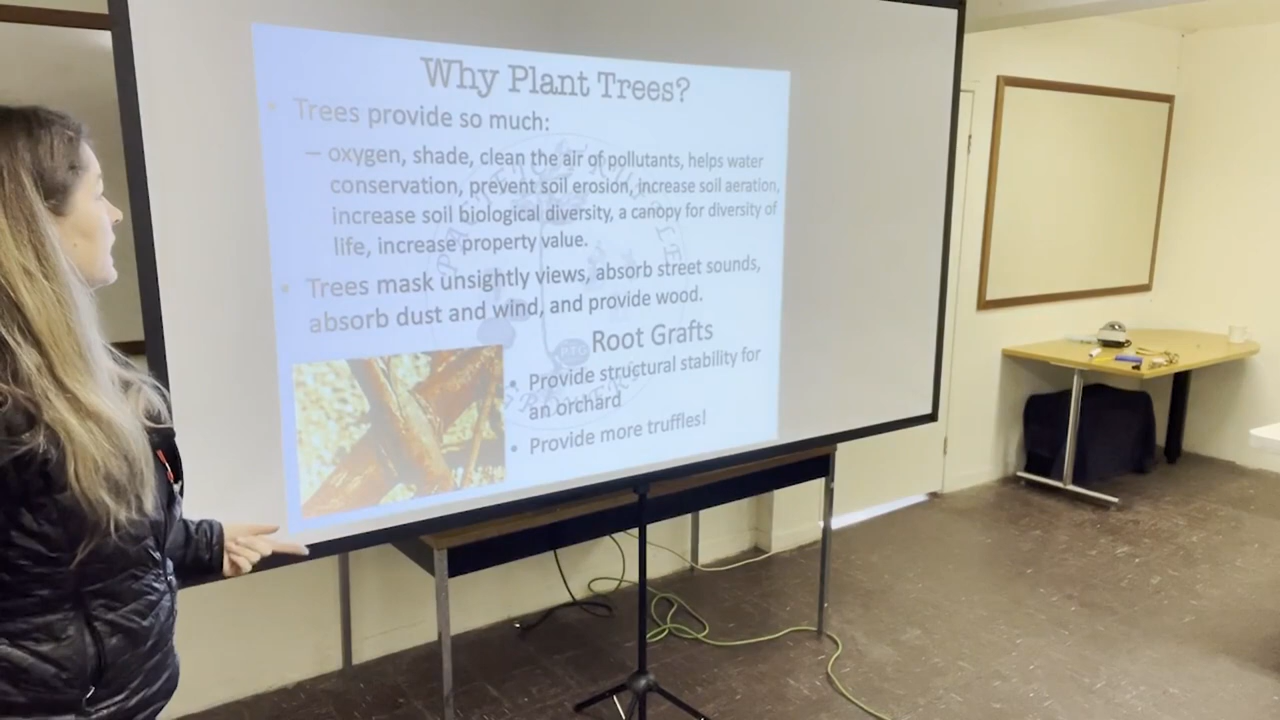 Why Plant Trees?
• Trees provide so much:
– oxygen, shade, clean the air of pollutants, helps water
conservation, prevent soil erosion, increase soil aeration,
increase soil biological diversity, a canopy for diversity of
life, increase property value.
• Trees mask unsightly views, absorb street sounds,
absorb dust and wind, and provide wood.
Root Grafts
• Provide structural stability for
an orchard
• Provide more truffles!